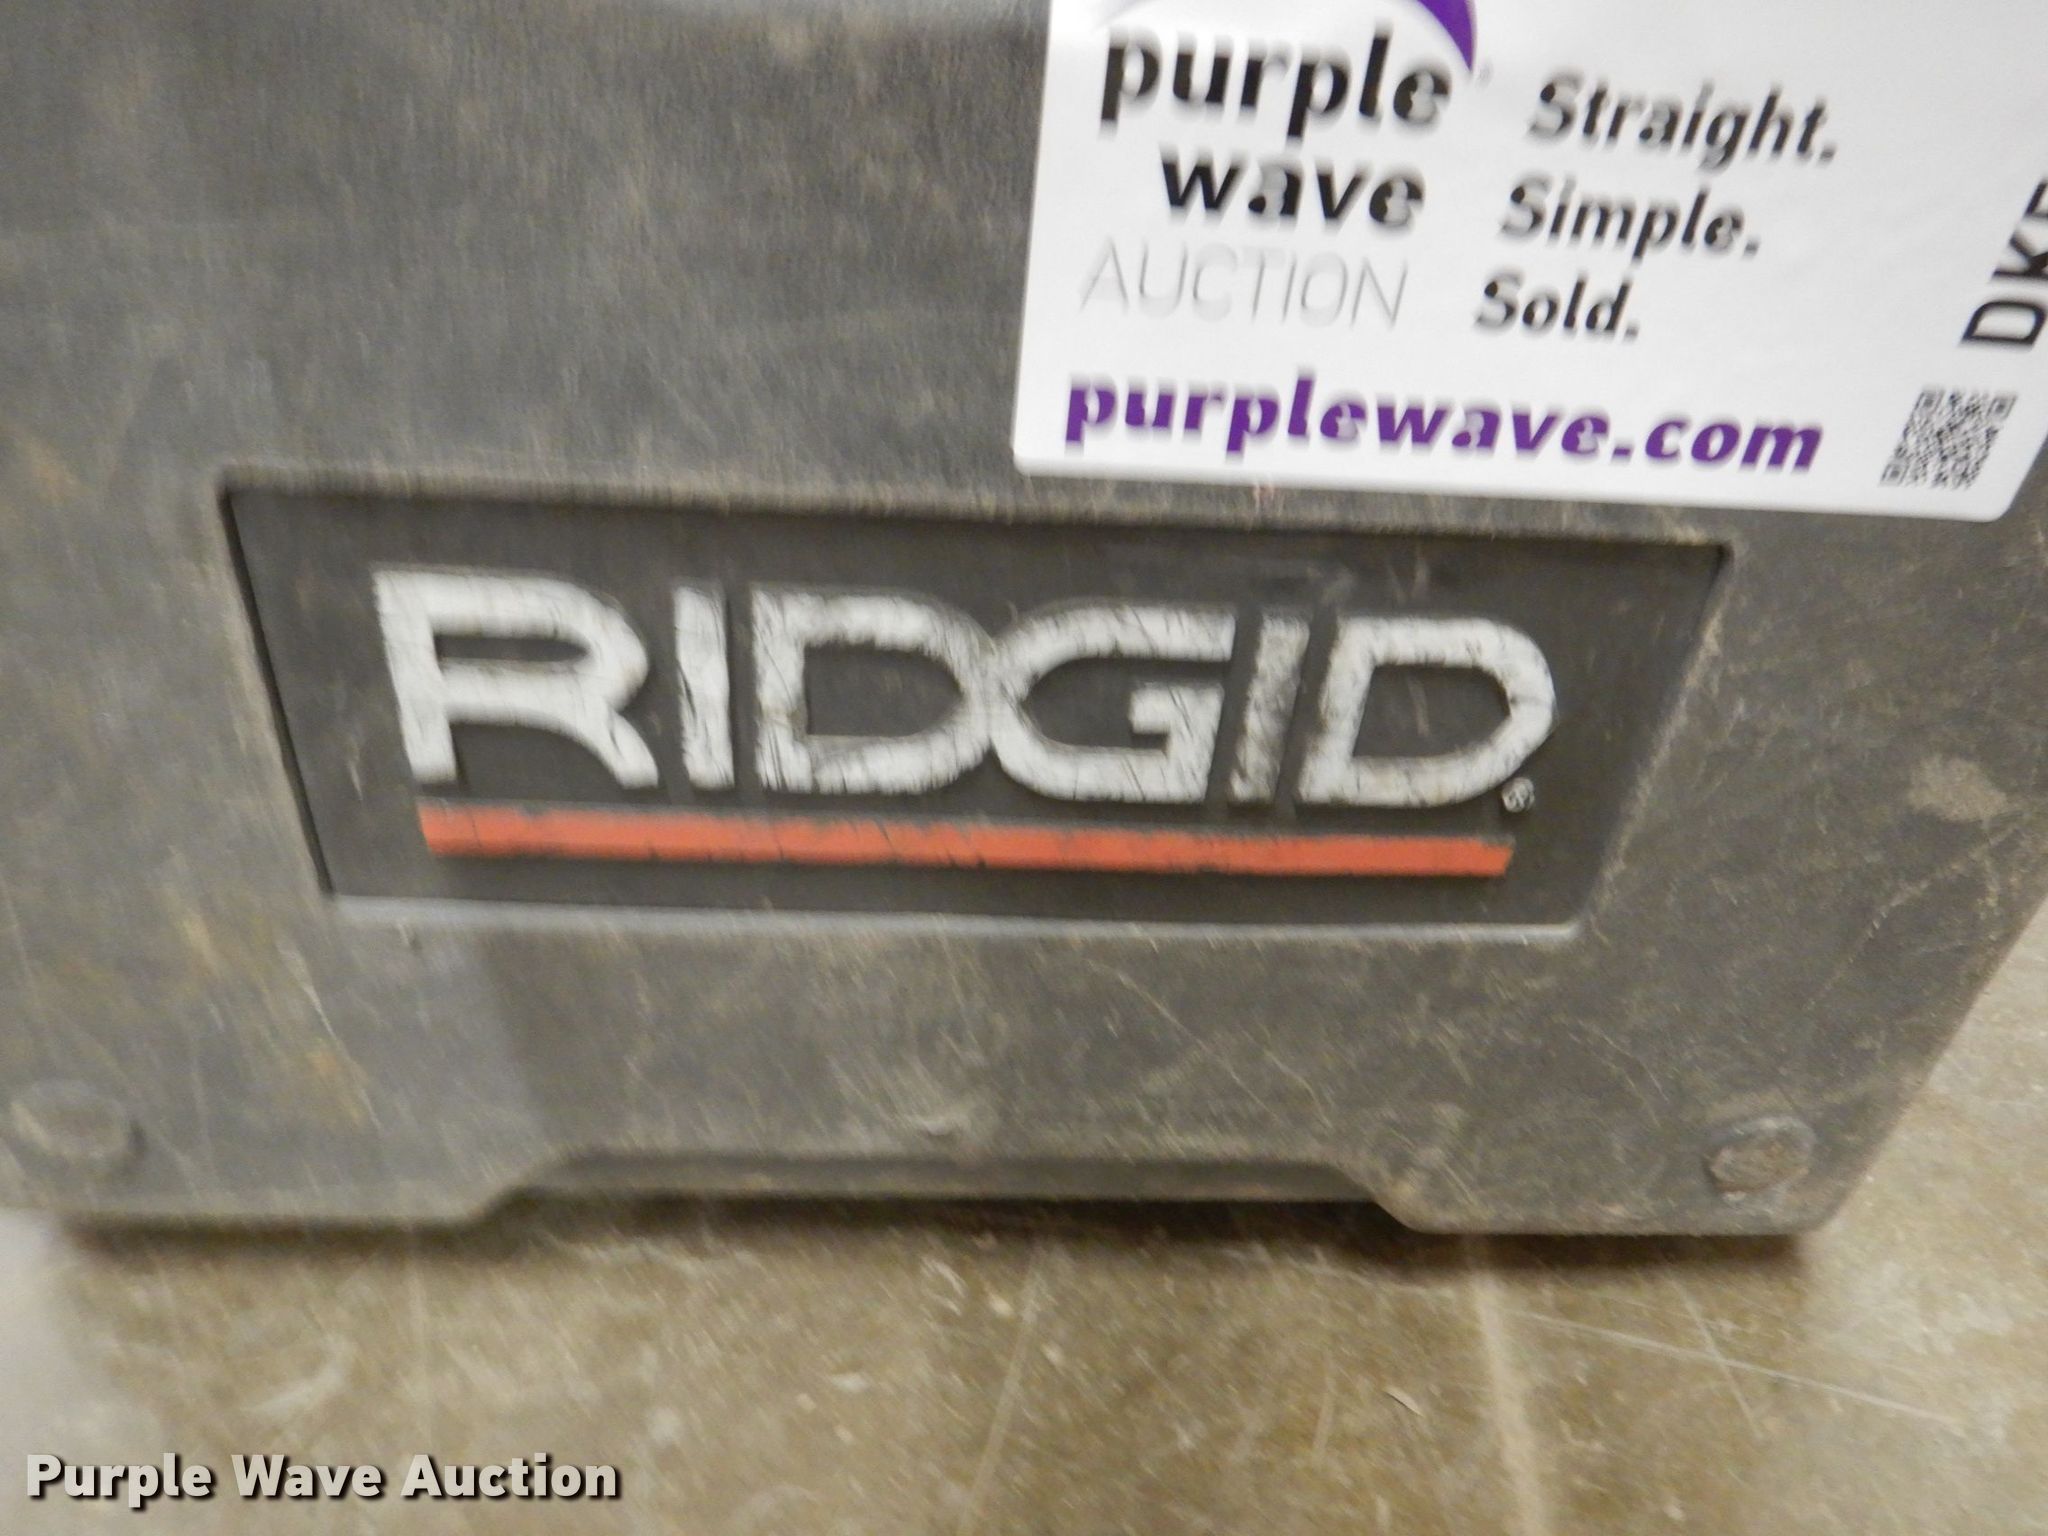 purple
wave
AUCTION
Straight.
Simple.
Sold.
purplewave.com
RIDGID®
Purple Wave Auction